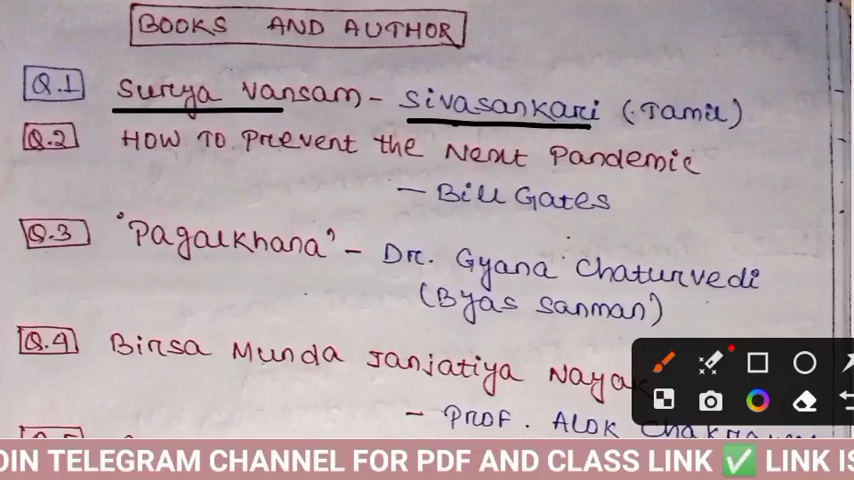 BOOKS AND AUTHOR
Q.1 Surya Vansam - Sivasankari (Tamil)
Q.2 HOW TO Prevent the Next Pandemic
- Bill Gates
Q.3 'Pagalkhana' - Dr. Gyana Chaturvedi
(Byas Sanman)
Q.4 Birsa Munda Janjatiya Nayak
- PROF. Alok
OIN TELEGRAM CHANNEL FOR PDF AND CLASS LINK ✅ LINK IS